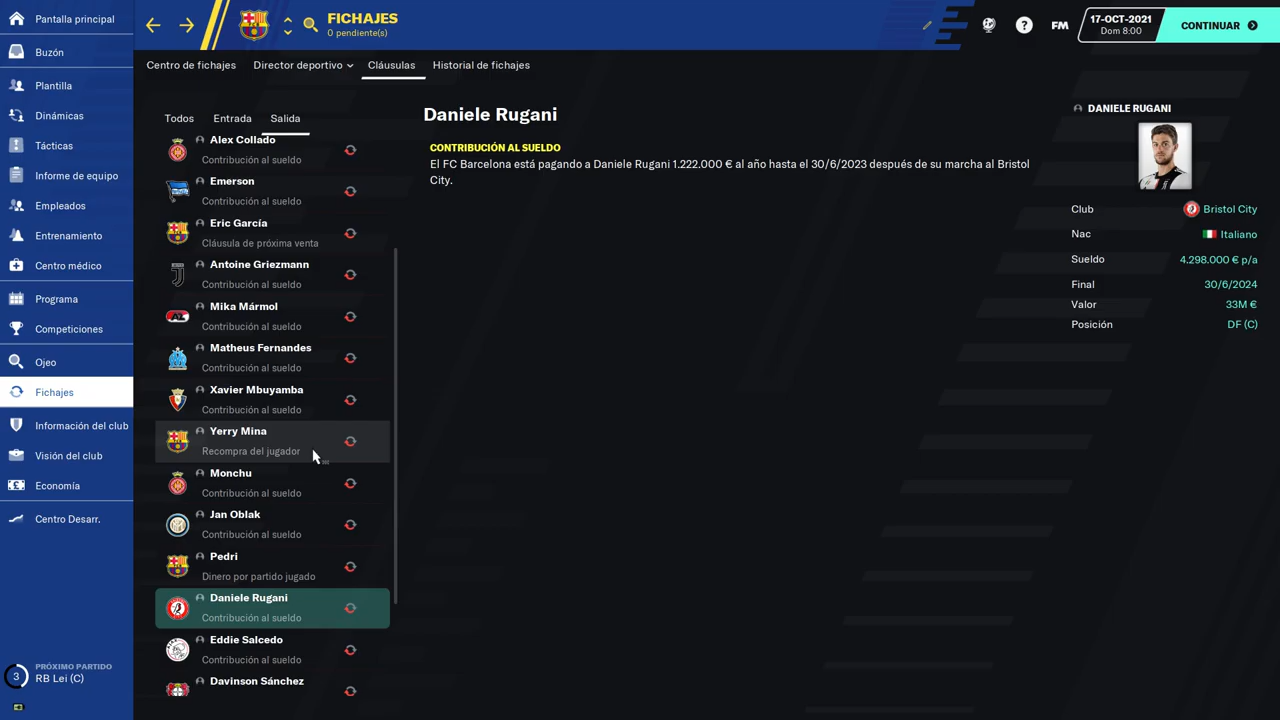 Pantalla principal
Buzón
Plantilla
Dinámicas
Tácticas
Informe de equipo
Empleados
Entrenamiento
Centro médico
Programa
Competiciones
Ojeo
Fichajes
Información del club
Visión del club
Economía
Centro Desarr.
3
PRÓXIMO PARTIDO
RB Lei (C)
FICHAJES
0 pendiente(s)
?
FM
17-OCT-2021
Dom 8:00
CONTINUAR
Centro de fichajes
Director deportivo
Cláusulas
Historial de fichajes
Todos
Entrada
Salida
Alex Collado
Contribución al sueldo
Emerson
Contribución al sueldo
Eric García
Cláusula de próxima venta
Antoine Griezmann
Contribución al sueldo
Mika Mármol
Contribución al sueldo
Matheus Fernandes
Contribución al sueldo
Xavier Mbuyamba
Contribución al sueldo
Yerry Mina
Recompra del jugador
Monchu
Contribución al sueldo
Jan Oblak
Contribución al sueldo
Pedri
Dinero por partido jugado
Daniele Rugani
Contribución al sueldo
Eddie Salcedo
Contribución al sueldo
Davinson Sánchez
Daniele Rugani
CONTRIBUCIÓN AL SUELDO
El FC Barcelona está pagando a Daniele Rugani 1.222.000 € al año hasta el 30/6/2023 después de su marcha al Bristol
City.
DANIELE RUGANI
Club Bristol City
Nac Italiano
Sueldo 4.298.000 € p/a
Final 30/6/2024
Valor 33M €
Posición DF (C)